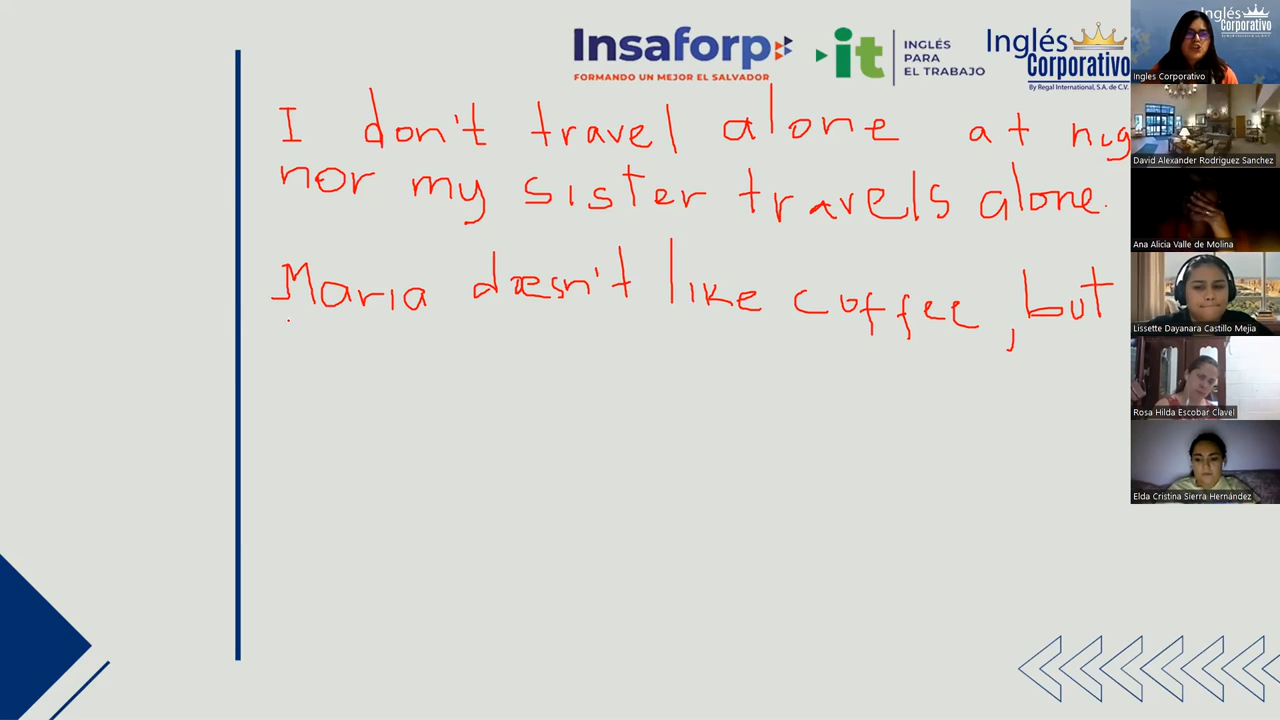 Insaforp
FORMANDO UN MEJOR EL SALVADOR
it
INGLÉS
PARA
EL TRABAJO
Inglés
Corporativo
By Regal International, S.A. de C.V.
I don't travel alone at nig
nor my sister travels alone.
Maria doesn't like coffee, but
Inglés
Corporativo
Ingles Corporativo
David Alexander Rodriguez Sanchez
Ana Alicia Valle de Molina
Lissette Dayanara Castillo Mejia
Rosa Hilda Escobar Clavel
Elda Cristina Sierra Hernández